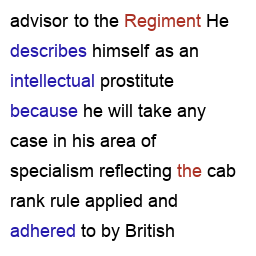 advisor to the Regiment He
describes himself as an
intellectual prostitute
because he will take any
case in his area of
specialism reflecting the cab
rank rule applied and
adhered to by British